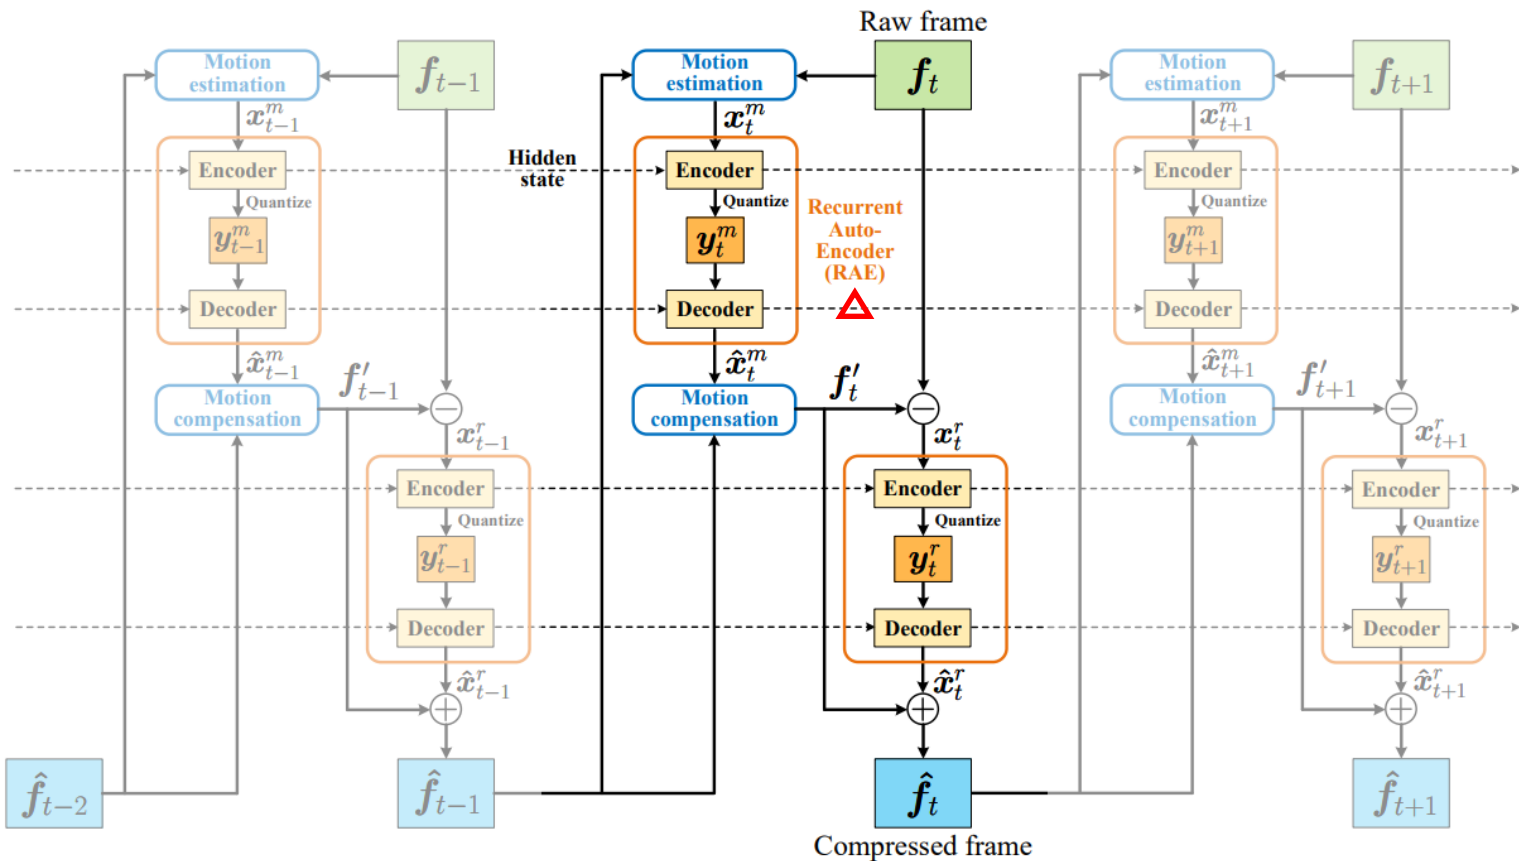 Raw frame
Motion
estimation
f_{t-1}
x^m_{t-1}
Encoder
Quantize
y^m_{t-1}
Decoder
x̂^m_{t-1}
Motion
compensation
f'_{t-1}
−
x^r_{t-1}
Encoder
Quantize
y^r_{t-1}
Decoder
x̂^r_{t-1}
+
f̂_{t-2}
f̂_{t-1}
Hidden
state
Motion
estimation
f_t
x^m_t
Encoder
Quantize
y^m_t
Decoder
Recurrent
Auto-
Encoder
(RAE)
x̂^m_t
Motion
compensation
f'_t
−
x^r_t
Encoder
Quantize
y^r_t
Decoder
x̂^r_t
+
f̂_t
Compressed frame
Motion
estimation
f_{t+1}
x^m_{t+1}
Encoder
Quantize
y^m_{t+1}
Decoder
x̂^m_{t+1}
Motion
compensation
f'_{t+1}
−
x^r_{t+1}
Encoder
Quantize
y^r_{t+1}
Decoder
x̂^r_{t+1}
+
f̂_{t+1}